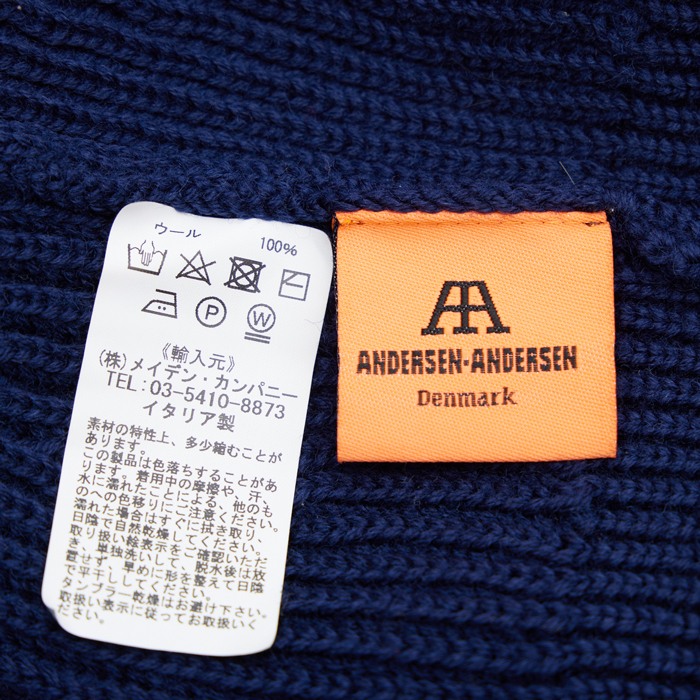 ウール 100%
P
W
《輸入元》
(株)メイデン・カンパニー
TEL:03-5410-8873
イタリア製
素材の特性上、多少縮むことが
あります。
この製品は色落ちすることがあ
ります。着用中の摩擦や、汗、
水に濡れたことによる、他のも
のへの色移りにご注意ください。
濡れた場合はすぐに拭き取り、
日陰で自然乾燥してください。
取り扱い絵表示をご確認いただ
き、単独洗いして、脱水後は放
置せず、早めに形を整えて日陰
で平干ししてください。
タンブラー乾燥はお避け下さい。
取扱い表示に従ってお取扱いく
ださい。
AA
ANDERSEN-ANDERSEN
Denmark